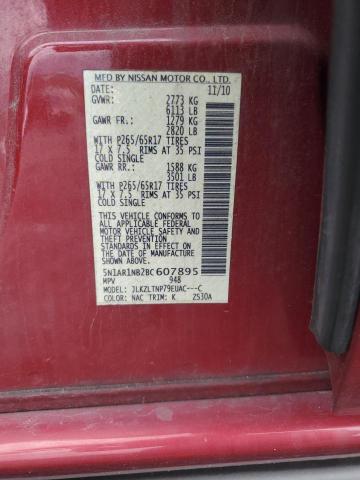 MFD BY NISSAN MOTOR CO., LTD.
DATE: 11/10
GVWR: 2773 KG
6113 LB
GAWR FR: 1279 KG
2820 LB
WITH P265/65R17 TIRES
17 X 7.5 RIMS AT 35 PSI
COLD SINGLE
GAWR RR: 1588 KG
3501 LB
WITH P265/65R17 TIRES
17 X 7.5 RIMS AT 35 PSI
COLD SINGLE
THIS VEHICLE CONFORMS TO
ALL APPLICABLE FEDERAL
MOTOR VEHICLE SAFETY
STANDARDS IN EFFECT ON
THE DATE OF MANUFACTURE
SHOWN ABOVE.
5N1AR1NB2BC607895
MPV 948
MODEL: JLKZLTNP79EUAC---C
COLOR: NAC TRIM: K ZS30A